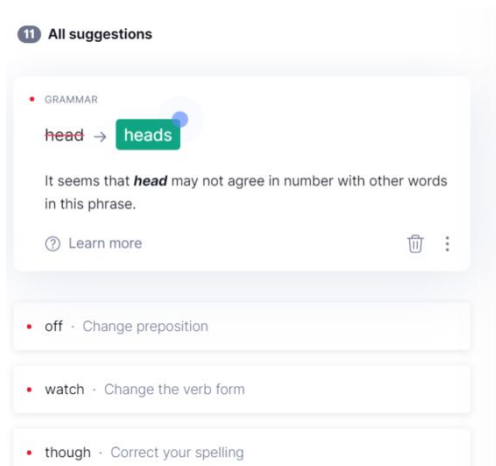 11 All suggestions
GRAMMAR
head → heads
It seems that head may not agree in number with other words
in this phrase.
Learn more
off · Change preposition
watch · Change the verb form
though · Correct your spelling